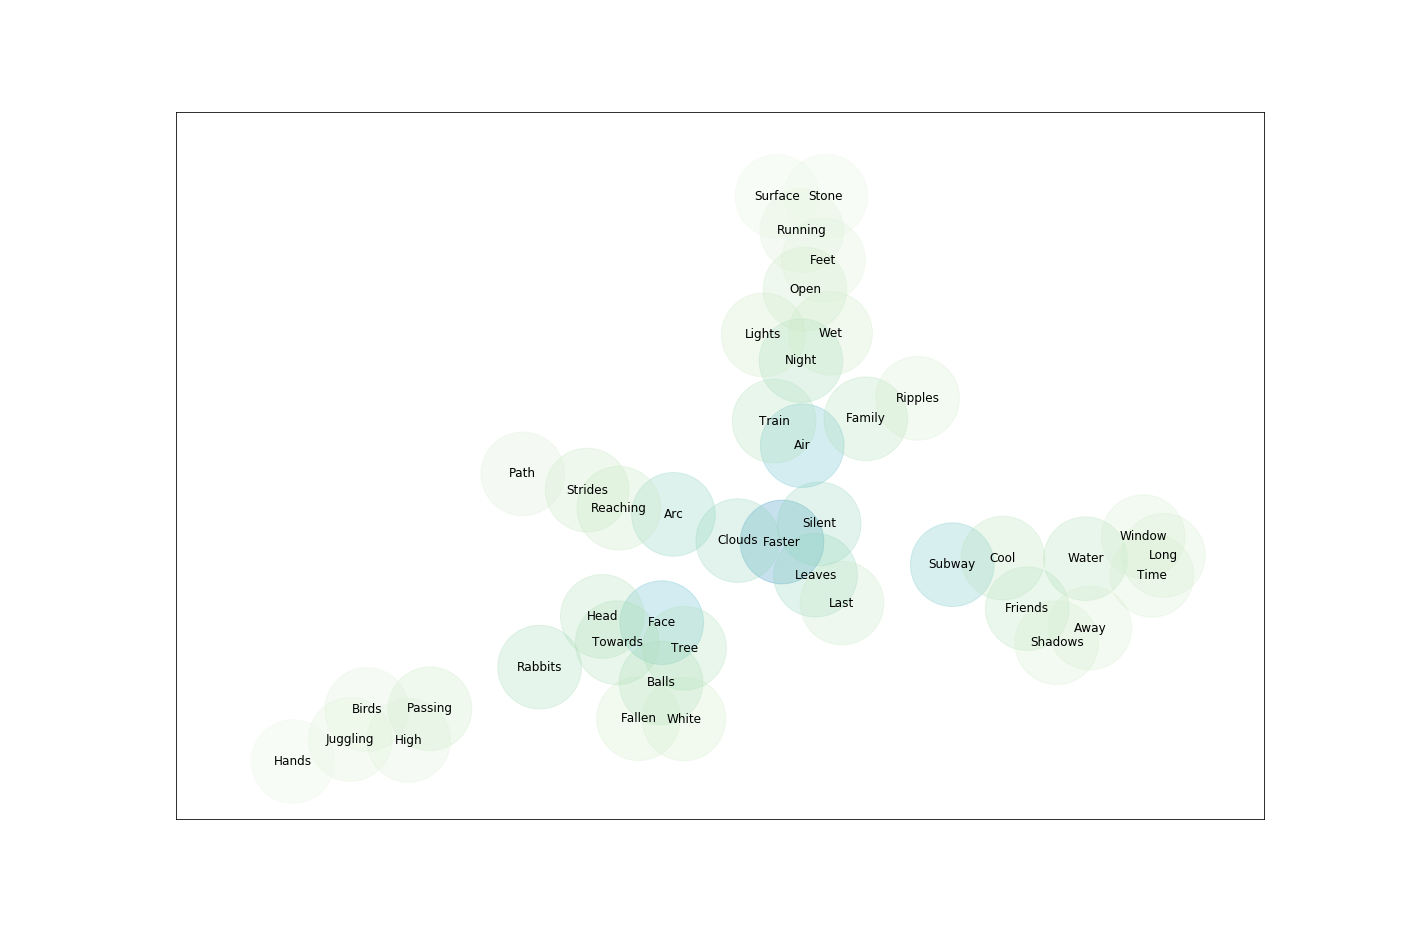 Surface Stone
Running
Feet
Open
Lights Wet
Night
Ripples
Train Family
Air
Path
Strides
Reaching
Arc
Silent
Clouds Faster
Window
Long
Time
Subway Cool Water
Leaves
Last
Friends
Away
Shadows
Head Face
Towards Tree
Rabbits
Balls
Fallen White
Birds Passing
Juggling High
Hands